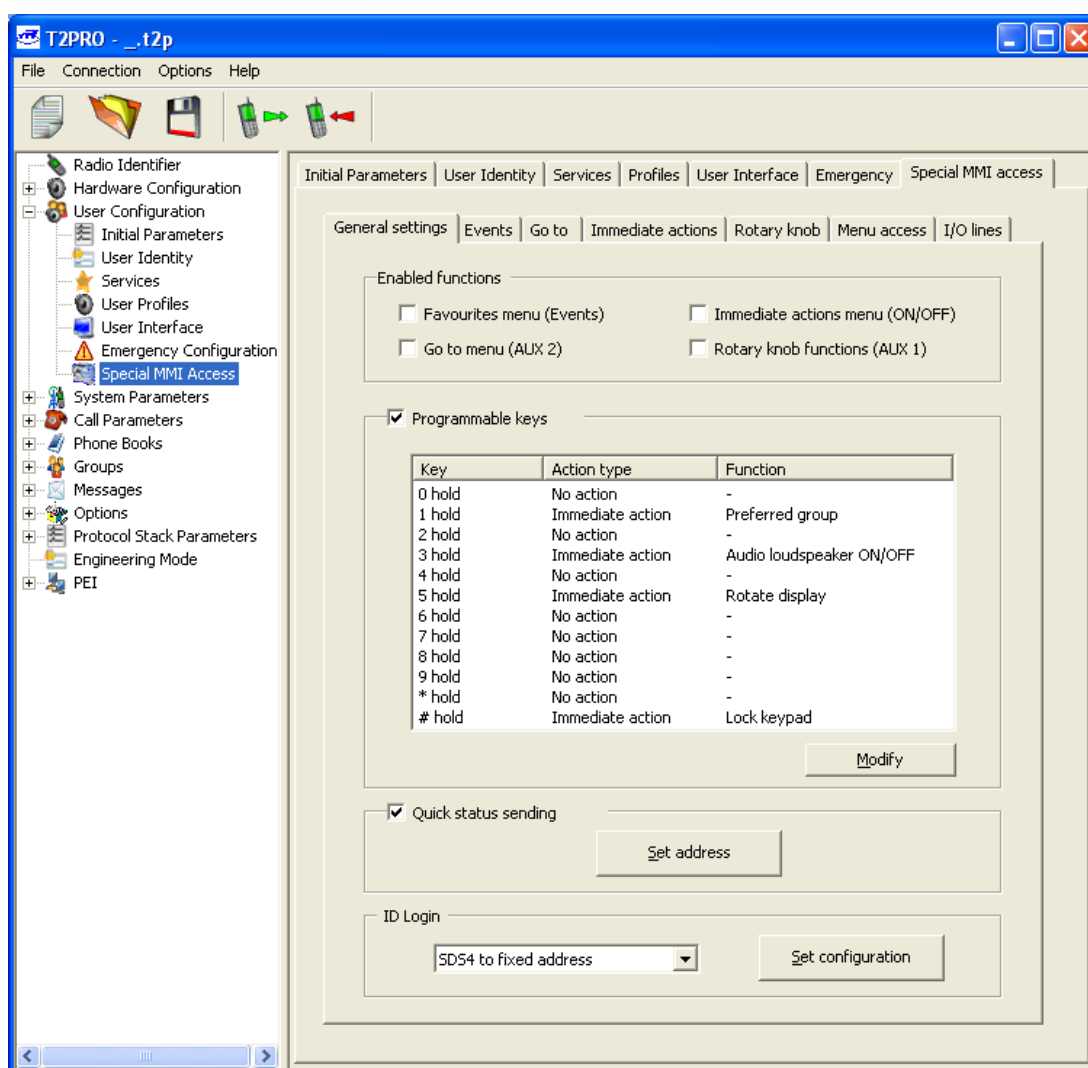 T2PRO - _.t2p
File Connection Options Help
Radio Identifier
Hardware Configuration
User Configuration
Initial Parameters
User Identity
Services
User Profiles
User Interface
Emergency Configuration
Special MMI Access
System Parameters
Call Parameters
Phone Books
Groups
Messages
Options
Protocol Stack Parameters
Engineering Mode
PEI
Initial Parameters User Identity Services Profiles User Interface Emergency Special MMI access
General settings Events Go to Immediate actions Rotary knob Menu access I/O lines
Enabled functions
Favourites menu (Events) Immediate actions menu (ON/OFF)
Go to menu (AUX 2) Rotary knob functions (AUX 1)
Programmable keys
Key Action type Function
0 hold No action -
1 hold Immediate action Preferred group
2 hold No action -
3 hold Immediate action Audio loudspeaker ON/OFF
4 hold No action -
5 hold Immediate action Rotate display
6 hold No action -
7 hold No action -
8 hold No action -
9 hold No action -
* hold No action -
# hold Immediate action Lock keypad
Modify
Quick status sending
Set address
ID Login
SDS4 to fixed address Set configuration